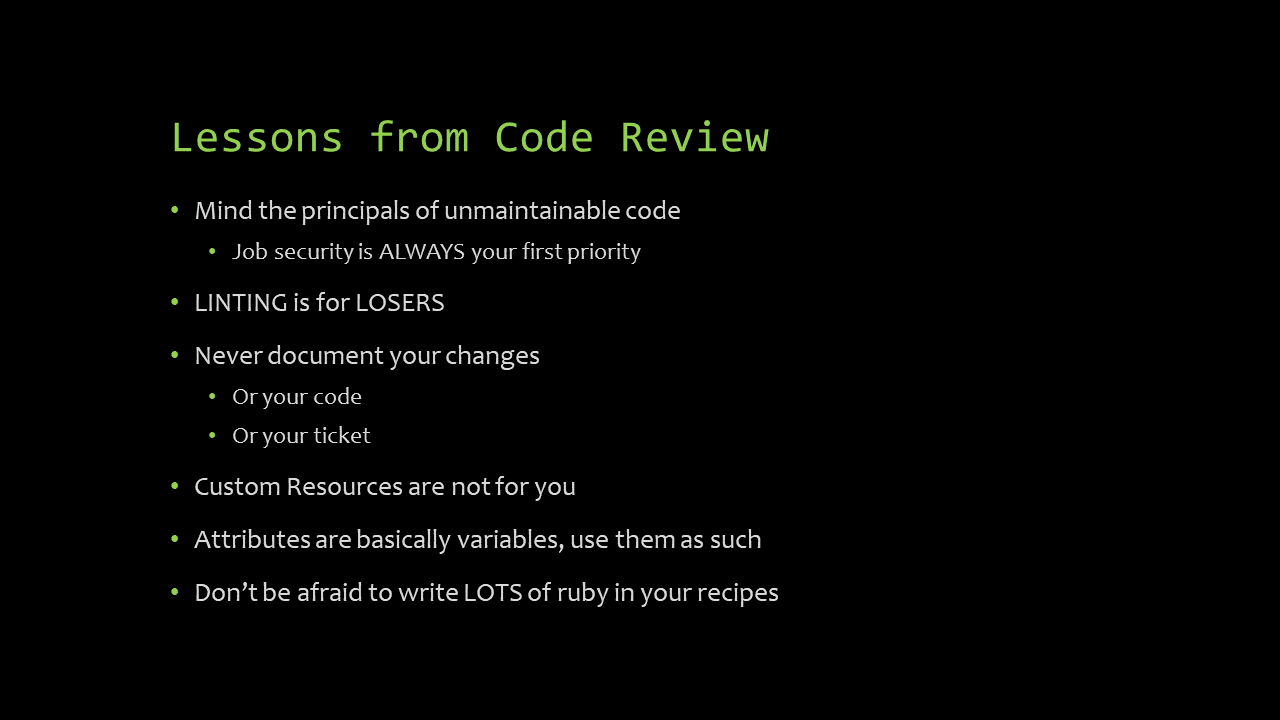 Lessons from Code Review
• Mind the principals of unmaintainable code
• Job security is ALWAYS your first priority
• LINTING is for LOSERS
• Never document your changes
• Or your code
• Or your ticket
• Custom Resources are not for you
• Attributes are basically variables, use them as such
• Don’t be afraid to write LOTS of ruby in your recipes